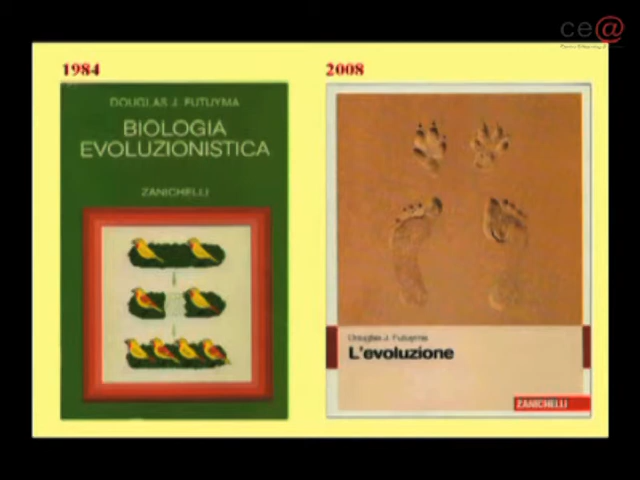 ce@
1984
2008
DOUGLAS J. FUTUYMA
BIOLOGIA
EVOLUZIONISTICA
ZANICHELLI
Douglas J. Futuyma
L'evoluzione
ZANICHELLI